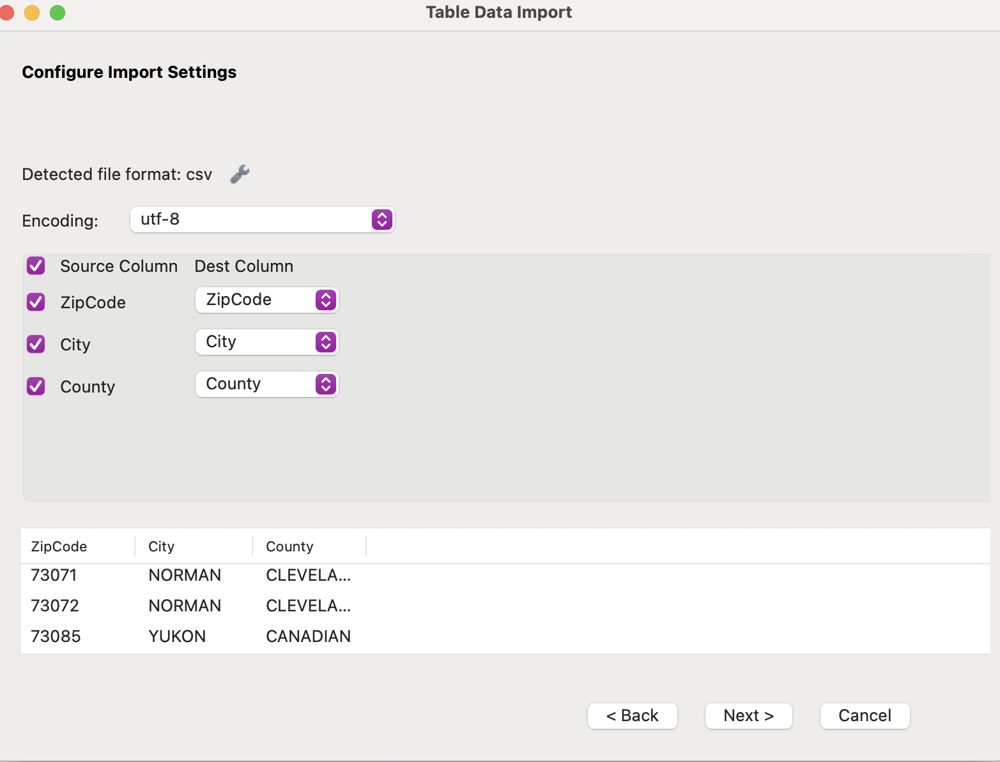 Table Data Import
Configure Import Settings
Detected file format: csv
Encoding: utf-8
Source Column Dest Column
ZipCode ZipCode
City City
County County
ZipCode City County
73071 NORMAN CLEVELA...
73072 NORMAN CLEVELA...
73085 YUKON CANADIAN
< Back Next > Cancel